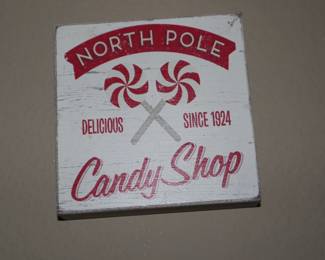 NORTH POLE
DELICIOUS SINCE 1924
Candy Shop